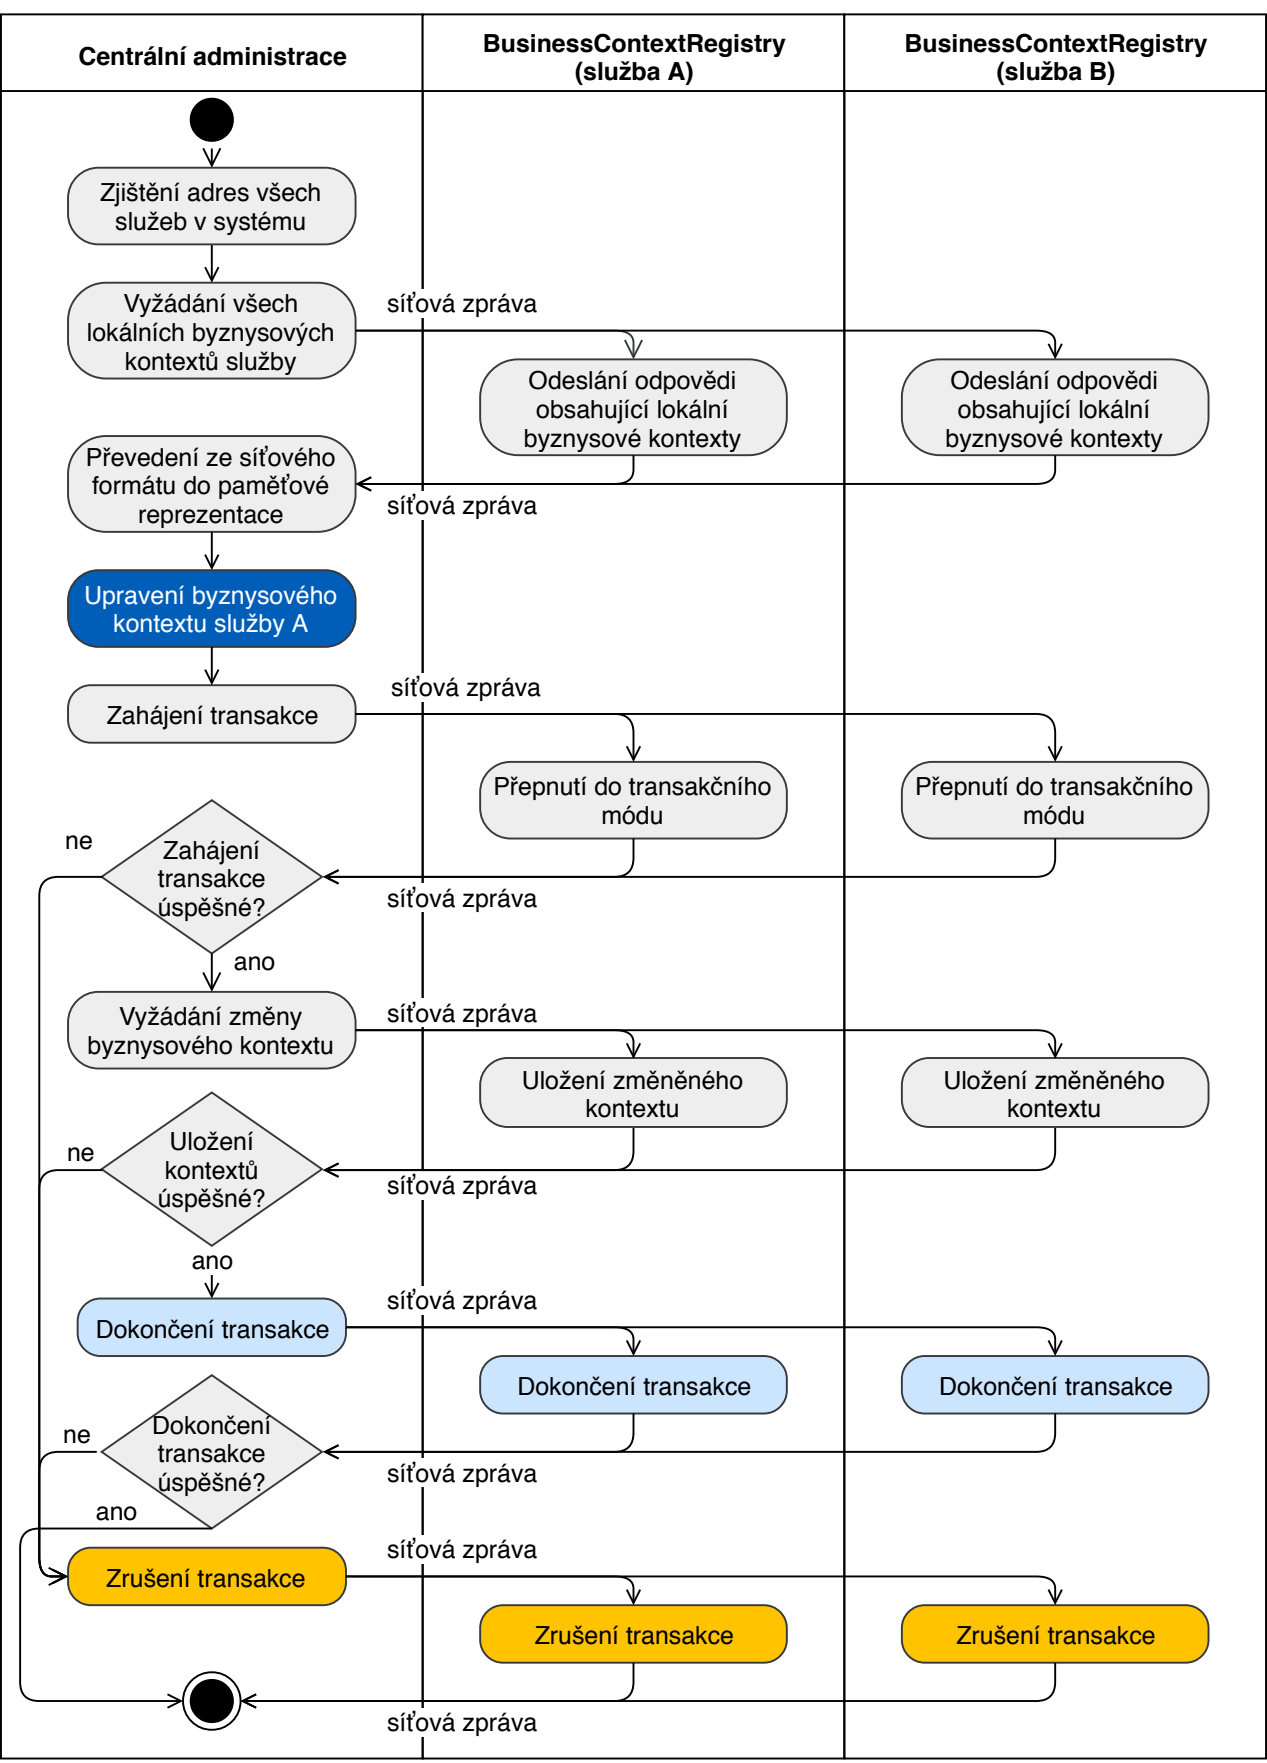 Centrální administrace
BusinessContextRegistry
(služba A)
BusinessContextRegistry
(služba B)
Zjištění adres všech
služeb v systému
Vyžádání všech
lokálních byznysových
kontextů služby
síťová zpráva
Odeslání odpovědi
obsahující lokální
byznysové kontexty
Odeslání odpovědi
obsahující lokální
byznysové kontexty
Převedení ze síťového
formátu do paměťové
reprezentace
síťová zpráva
Upravení byznysového
kontextu služby A
síťová zpráva
Zahájení transakce
Přepnutí do transakčního
módu
Přepnutí do transakčního
módu
ne
Zahájení
transakce
úspěšné?
síťová zpráva
ano
Vyžádání změny
byznysového kontextu
síťová zpráva
Uložení změněného
kontextu
Uložení změněného
kontextu
ne
Uložení
kontextů
úspěšné?
síťová zpráva
ano
síťová zpráva
Dokončení transakce
Dokončení transakce
Dokončení transakce
ne
Dokončení
transakce
úspěšné?
síťová zpráva
ano
síťová zpráva
Zrušení transakce
Zrušení transakce
Zrušení transakce
síťová zpráva